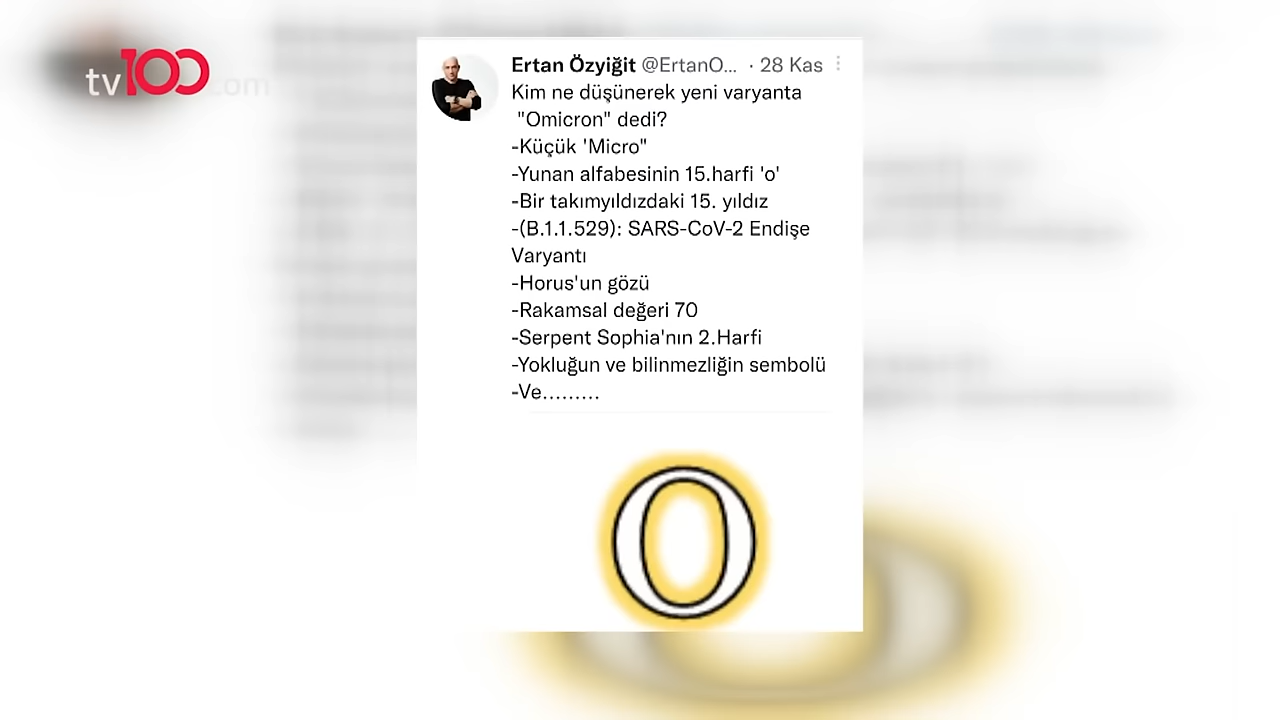 tv100.com
Ertan Özyiğit @ErtanO... · 28 Kas
Kim ne düşünerek yeni varyanta
"Omicron" dedi?
-Küçük 'Micro"
-Yunan alfabesinin 15.harfi 'o'
-Bir takımyıldızdaki 15. yıldız
-(B.1.1.529): SARS-CoV-2 Endişe
Varyantı
-Horus'un gözü
-Rakamsal değeri 70
-Serpent Sophia'nın 2.Harfi
-Yokluğun ve bilinmezliğin sembolü
-Ve.........
O